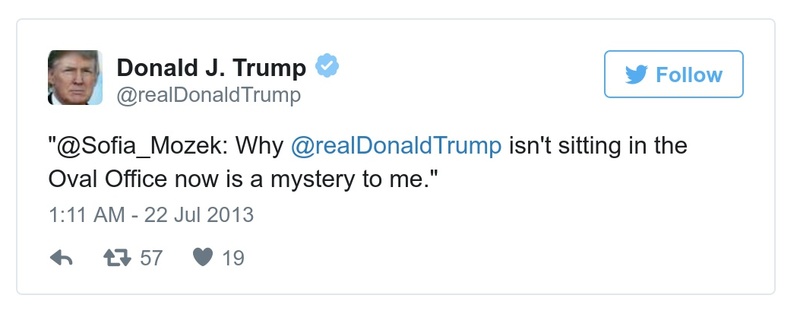 Donald J. Trump
@realDonaldTrump
Follow
"@Sofia_Mozek: Why @realDonaldTrump isn't sitting in the
Oval Office now is a mystery to me."
1:11 AM - 22 Jul 2013
57 19